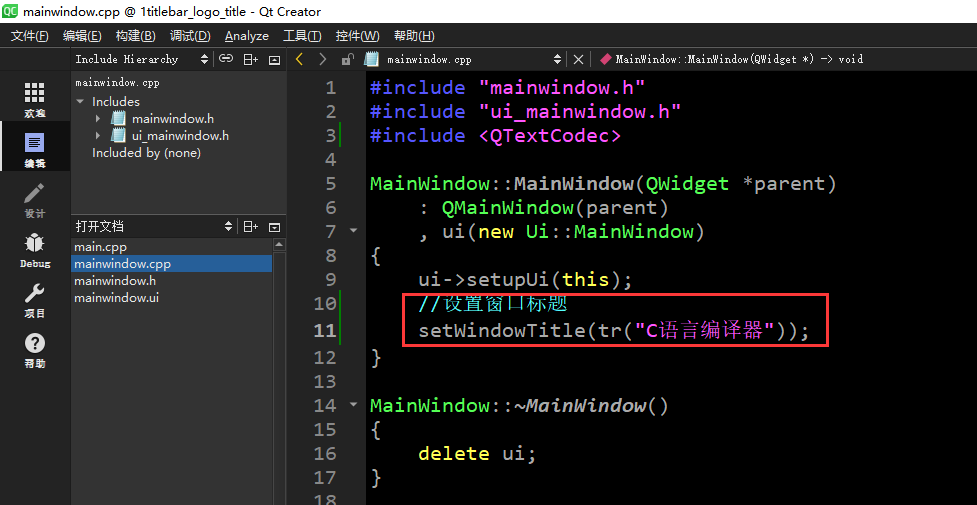 QC mainwindow.cpp @ 1titlebar_logo_title - Qt Creator
文件(F) 编辑(E) 构建(B) 调试(D) Analyze 工具(T) 控件(W) 帮助(H)
Include Hierarchy
mainwindow.cpp
MainWindow::MainWindow(QWidget *) -> void
mainwindow.cpp
Includes
mainwindow.h
ui_mainwindow.h
Included by (none)
欢迎
编辑
设计
Debug
项目
帮助
打开文档
main.cpp
mainwindow.cpp
mainwindow.h
mainwindow.ui
1 #include "mainwindow.h"
2 #include "ui_mainwindow.h"
3 #include <QTextCodec>
4
5 MainWindow::MainWindow(QWidget *parent)
6 : QMainWindow(parent)
7 , ui(new Ui::MainWindow)
8 {
9 ui->setupUi(this);
10 //设置窗口标题
11 setWindowTitle(tr("C语言编译器"));
12 }
13
14 MainWindow::~MainWindow()
15 {
16 delete ui;
17 }
18